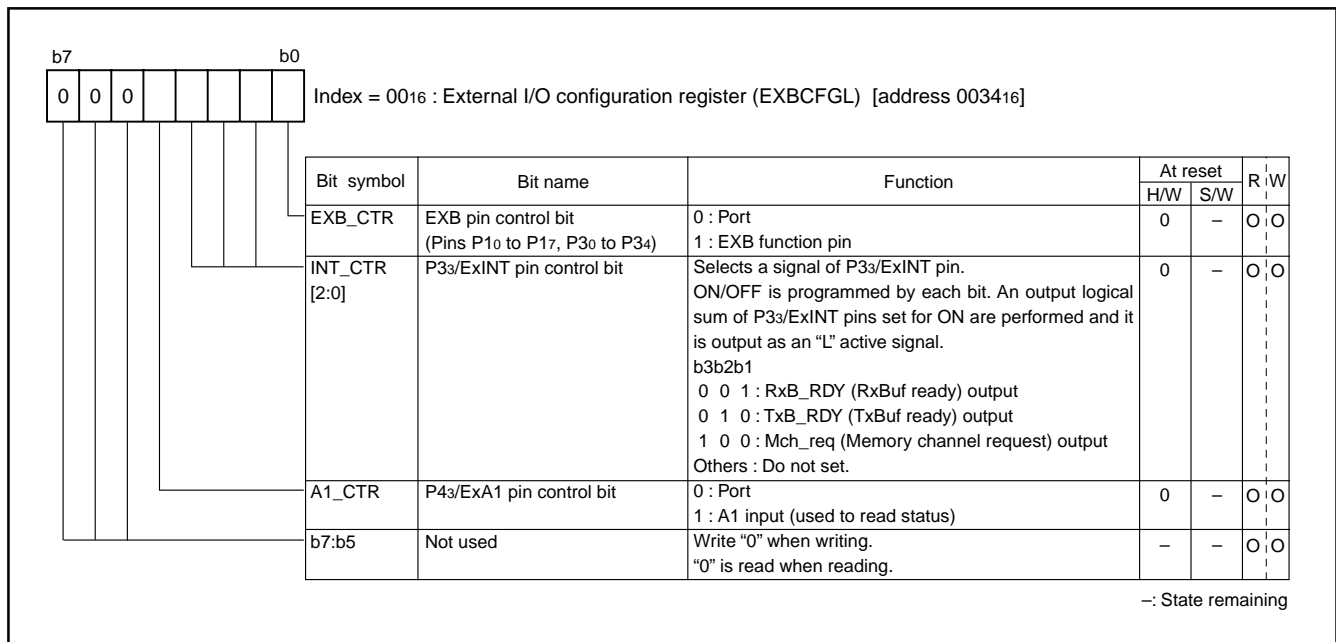 b7 b0
0 0 0 Index = 0016 : External I/O configuration register (EXBCFGL) [address 003416]
Bit symbol Bit name Function At reset R W
H/W S/W
EXB_CTR EXB pin control bit 0 : Port 0 – O O
(Pins P10 to P17, P30 to P34) 1 : EXB function pin
INT_CTR P33/ExINT pin control bit Selects a signal of P33/ExINT pin. 0 – O O
[2:0] ON/OFF is programmed by each bit. An output logical
sum of P33/ExINT pins set for ON are performed and it
is output as an “L” active signal.
b3b2b1
0 0 1 : RxB_RDY (RxBuf ready) output
0 1 0 : TxB_RDY (TxBuf ready) output
1 0 0 : Mch_req (Memory channel request) output
Others : Do not set.
A1_CTR P43/ExA1 pin control bit 0 : Port 0 – O O
1 : A1 input (used to read status)
b7:b5 Not used Write “0” when writing. – – O O
“0” is read when reading.
–: State remaining